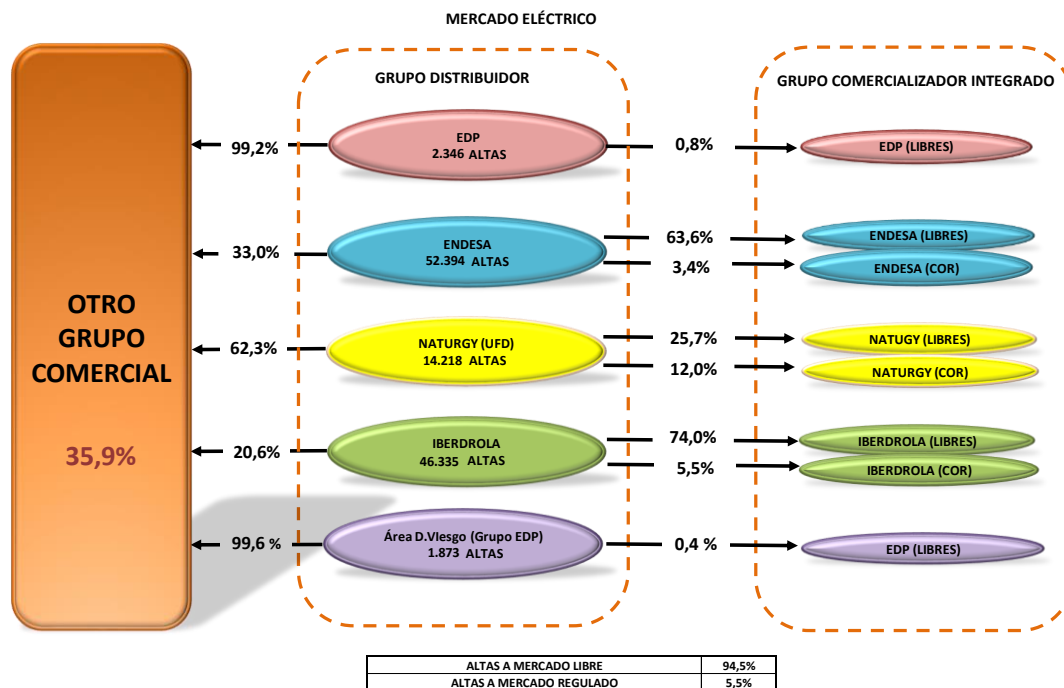 MERCADO ELÉCTRICO
GRUPO DISTRIBUIDOR
GRUPO COMERCIALIZADOR INTEGRADO
OTRO
GRUPO
COMERCIAL
35,9%
99,2%
EDP
2.346 ALTAS
0,8%
EDP (LIBRES)
33,0%
ENDESA
52.394 ALTAS
63,6%
ENDESA (LIBRES)
3,4%
ENDESA (COR)
62,3%
NATURGY (UFD)
14.218 ALTAS
25,7%
NATUGY (LIBRES)
12,0%
NATURGY (COR)
20,6%
IBERDROLA
46.335 ALTAS
74,0%
IBERDROLA (LIBRES)
5,5%
IBERDROLA (COR)
99,6 %
Área D.VIesgo (Grupo EDP)
1.873 ALTAS
0,4 %
EDP (LIBRES)
ALTAS A MERCADO LIBRE 94,5%
ALTAS A MERCADO REGULADO 5,5%